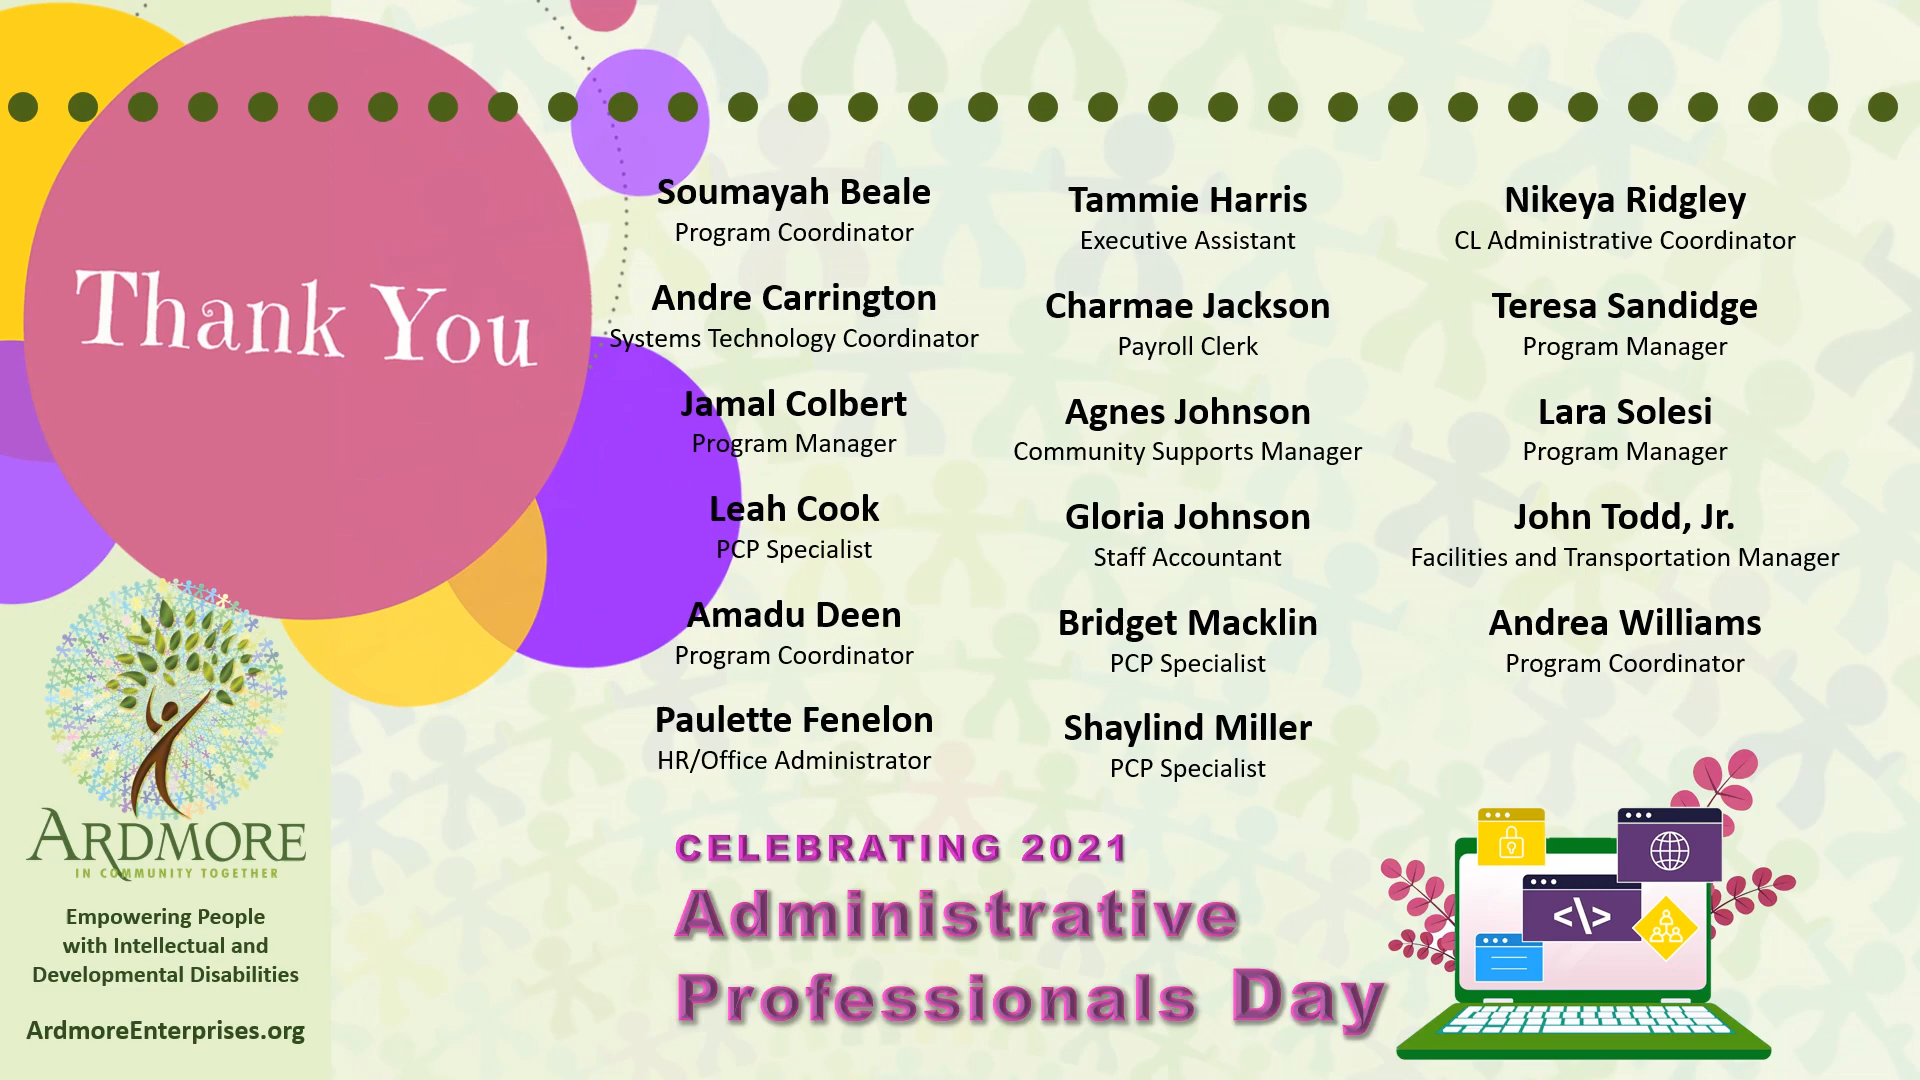 Thank You
Soumayah Beale
Program Coordinator
Andre Carrington
Systems Technology Coordinator
Jamal Colbert
Program Manager
Leah Cook
PCP Specialist
Amadu Deen
Program Coordinator
Paulette Fenelon
HR/Office Administrator
Tammie Harris
Executive Assistant
Charmae Jackson
Payroll Clerk
Agnes Johnson
Community Supports Manager
Gloria Johnson
Staff Accountant
Bridget Macklin
PCP Specialist
Shaylind Miller
PCP Specialist
Nikeya Ridgley
CL Administrative Coordinator
Teresa Sandidge
Program Manager
Lara Solesi
Program Manager
John Todd, Jr.
Facilities and Transportation Manager
Andrea Williams
Program Coordinator
ARDMORE
IN COMMUNITY TOGETHER
Empowering People
with Intellectual and
Developmental Disabilities
ArdmoreEnterprises.org
CELEBRATING 2021
Administrative
Professionals Day
<\>